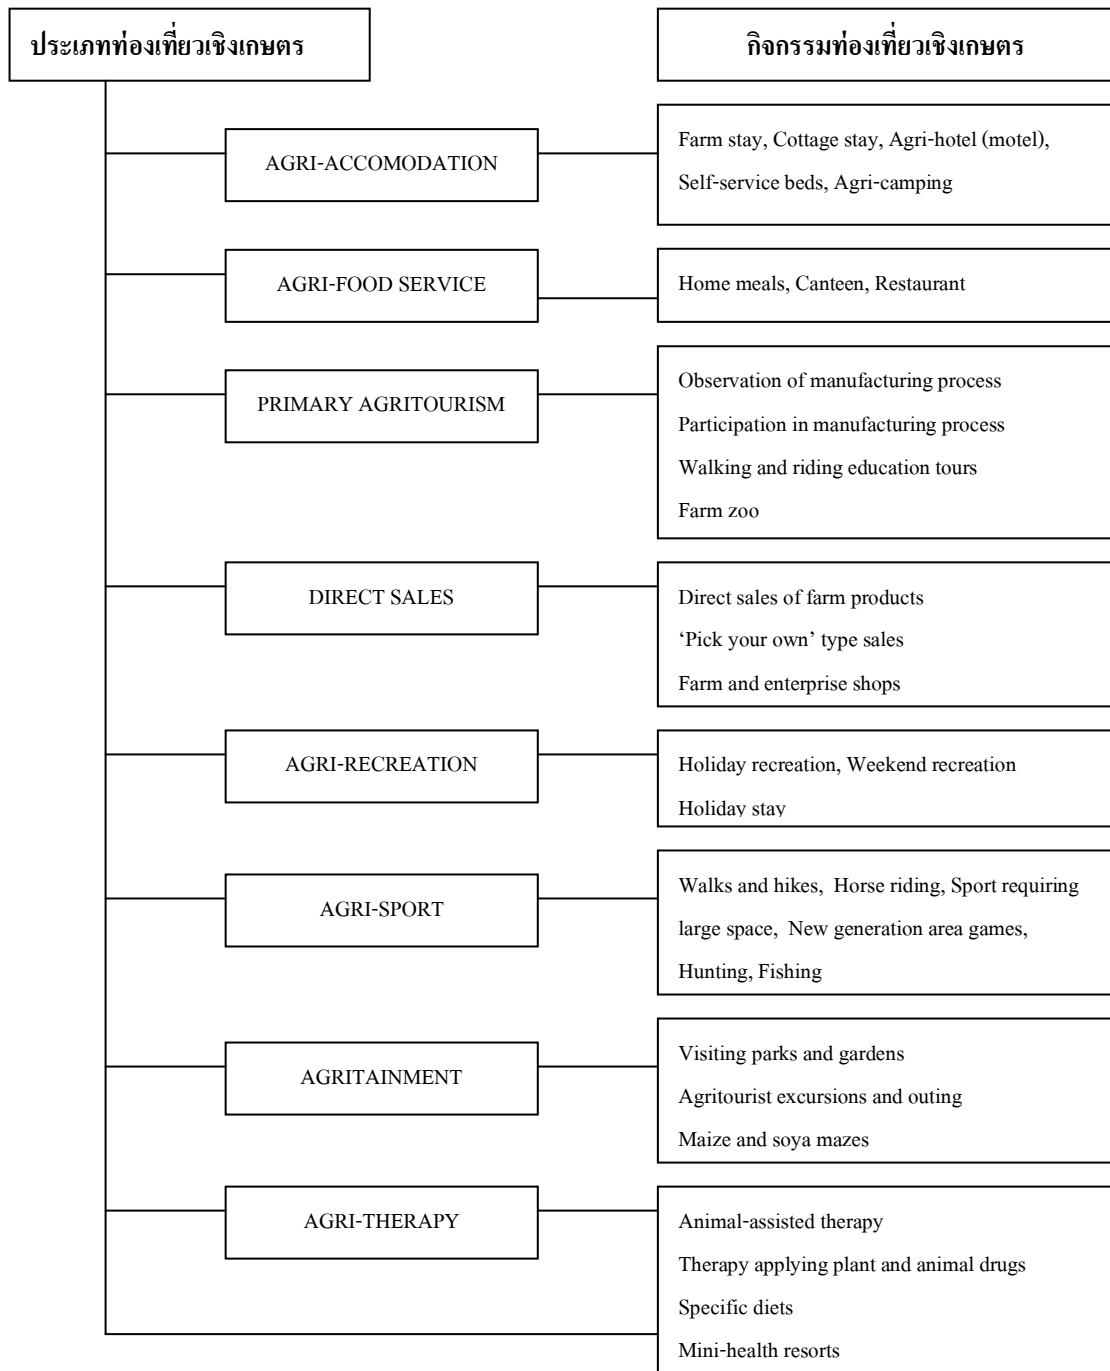 ประเภทท่องเที่ยวเชิงเกษตร
กิจกรรมท่องเที่ยวเชิงเกษตร
AGRI-ACCOMODATION
Farm stay, Cottage stay, Agri-hotel (motel),
Self-service beds, Agri-camping
AGRI-FOOD SERVICE
Home meals, Canteen, Restaurant
PRIMARY AGRITOURISM
Observation of manufacturing process
Participation in manufacturing process
Walking and riding education tours
Farm zoo
DIRECT SALES
Direct sales of farm products
‘Pick your own’ type sales
Farm and enterprise shops
AGRI-RECREATION
Holiday recreation, Weekend recreation
Holiday stay
AGRI-SPORT
Walks and hikes, Horse riding, Sport requiring
large space, New generation area games,
Hunting, Fishing
AGRITAINMENT
Visiting parks and gardens
Agritourist excursions and outing
Maize and soya mazes
AGRI-THERAPY
Animal-assisted therapy
Therapy applying plant and animal drugs
Specific diets
Mini-health resorts